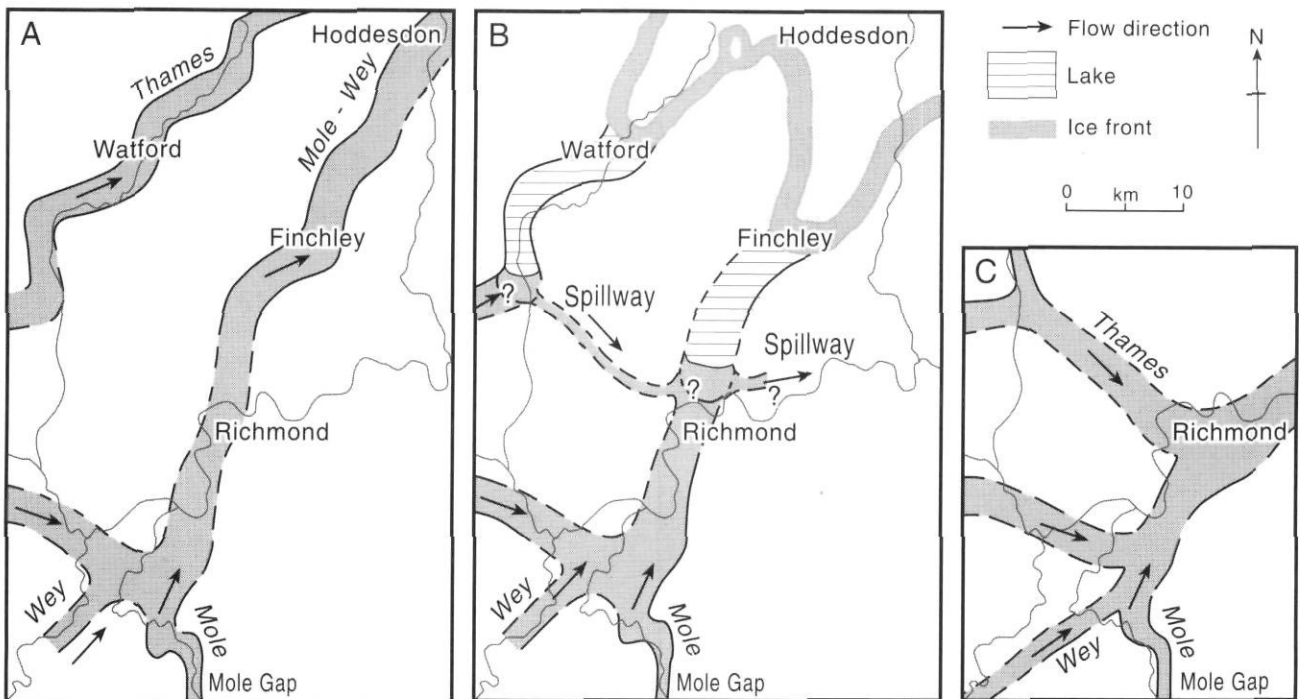 A
Thames
Hoddesdon
Mole - Wey
Watford
Finchley
Richmond
Wey
Mole
Mole Gap
B
Hoddesdon
Watford
Finchley
?
Spillway
Spillway
?
?
Richmond
Wey
Mole
Mole Gap
Flow direction
Lake
Ice front
N
0 km 10
C
Thames
Richmond
Wey
Mole
Mole Gap